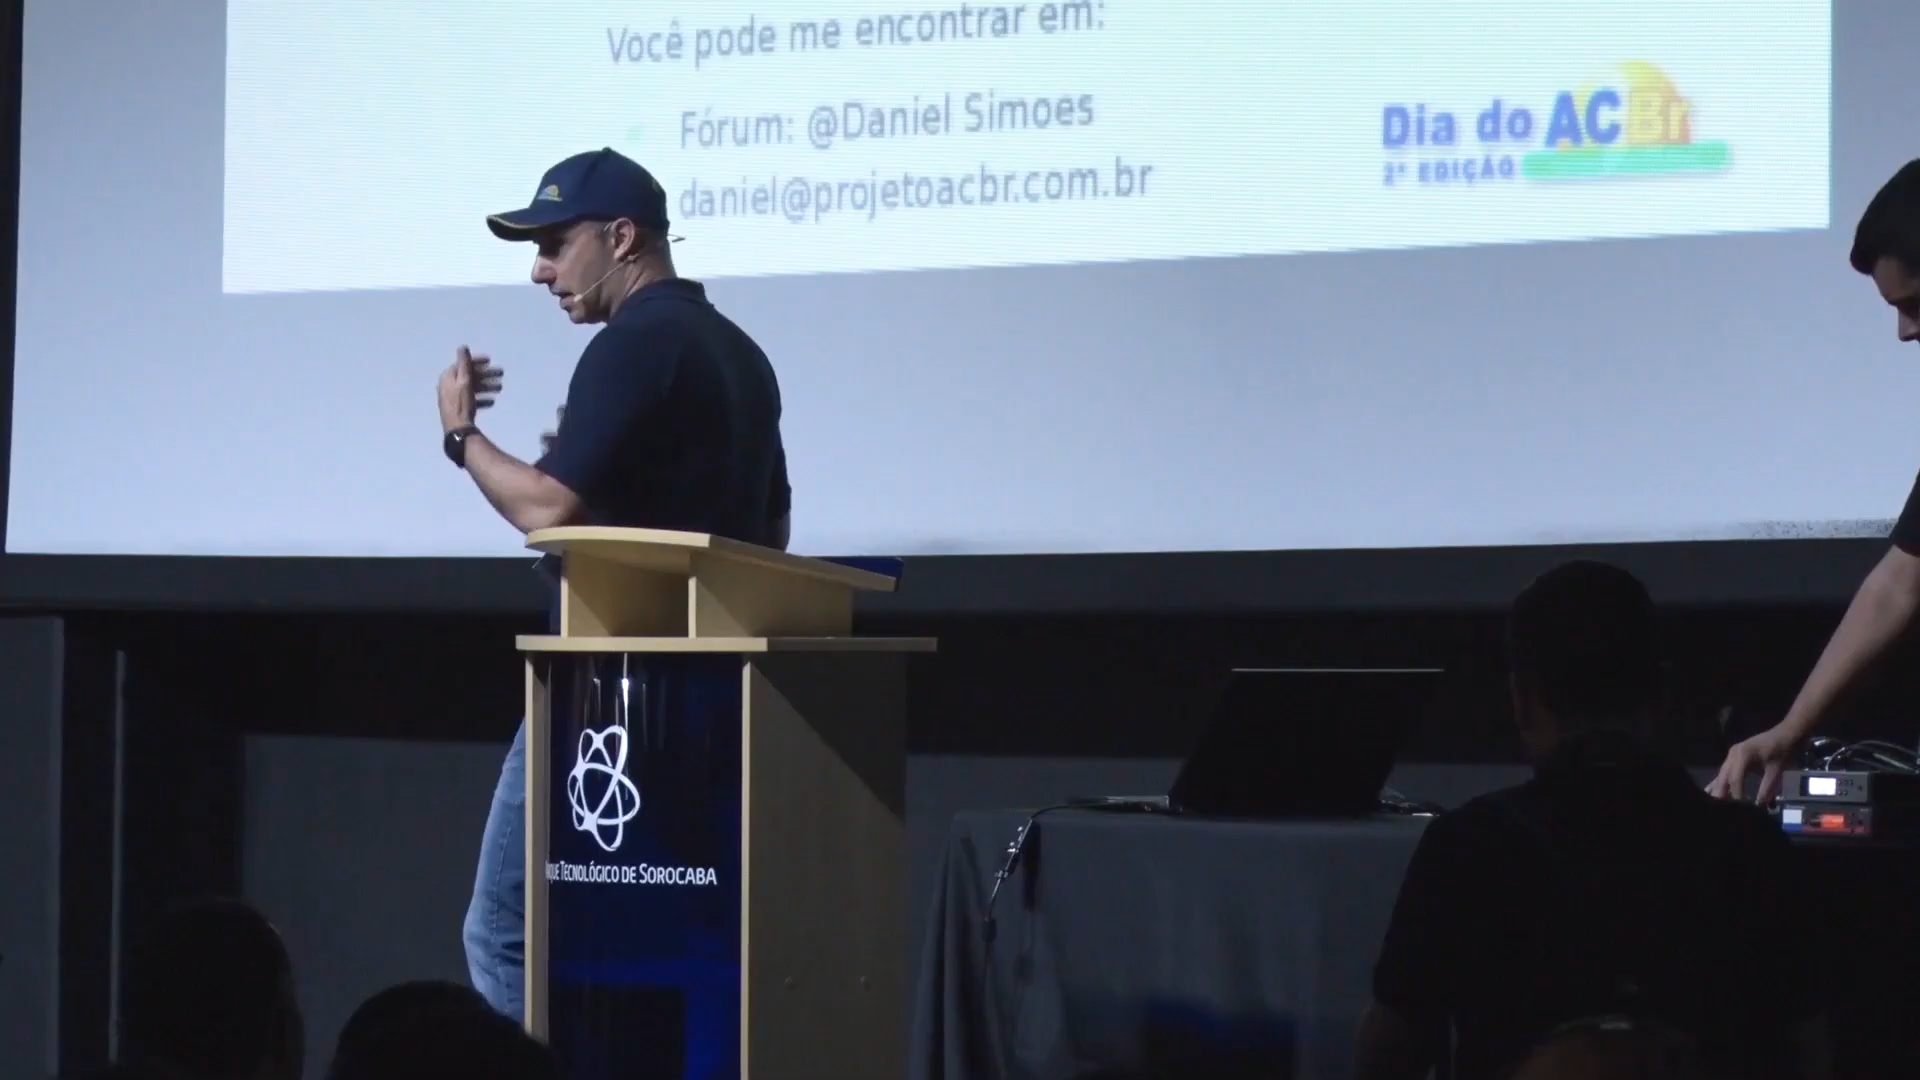 Você pode me encontrar em:
Fórum: @Daniel Simoes
daniel@projetoacbr.com.br
Dia do ACBr
2ª EDIÇÃO
TECNOLÓGICO DE SOROCABA